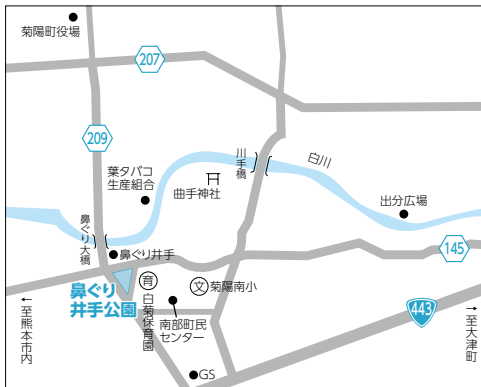 菊陽町役場
207
209
川手橋
白川
葉タバコ
生産組合
曲手神社
出分広場
鼻ぐり大橋
鼻ぐり井手
145
鼻ぐり
井手公園
育
白菊保育園
文
菊陽南小
443
←至熊本市内
南部町民
センター
→至大津町
GS